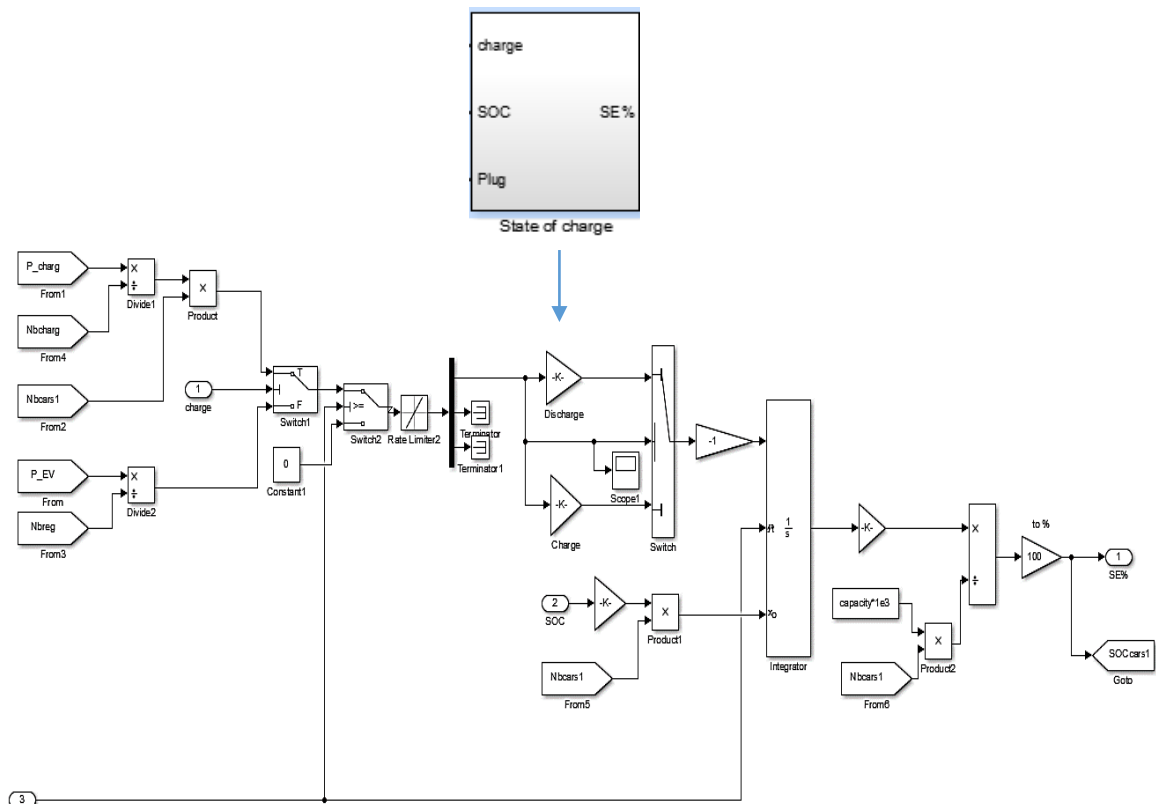 charge
SOC
SE%
Plug
State of charge
P_charg
From1
X
÷
Divide1
X
Product
Nbcharg
From4
Nbcars1
From2
1
charge
T
F
Switch1
>=
Switch2
Rate Limiter2
0
Constant1
P_EV
From
X
÷
Divide2
Nbreg
From3
Terminator
Terminator1
-K-
Discharge
Scope1
-K-
Charge
Switch
-1
1
s
xo
Integrator
2
SOC
-K-
X
Product1
Nbcars1
From5
-K-
X
÷
capacity*1e3
X
Product2
Nbcars1
From6
to %
100
1
SE%
SOCcars1
Goto
3